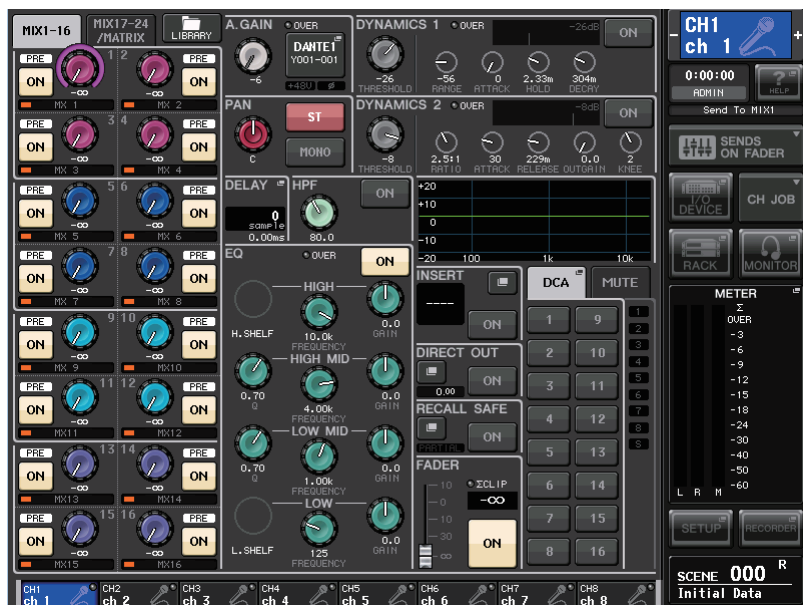 MIX1-16
MIX17-24
/MATRIX
LIBRARY
PRE
ON
1
-∞
MX 1
2
-∞
PRE
ON
MX 2
PRE
ON
3
-∞
MX 3
4
-∞
PRE
ON
MX 4
PRE
ON
5
-∞
MX 5
6
-∞
PRE
ON
MX 6
PRE
ON
7
-∞
MX 7
8
-∞
PRE
ON
MX 8
PRE
ON
9
-∞
MX 9
10
-∞
PRE
ON
MX10
PRE
ON
11
-∞
MX11
12
-∞
PRE
ON
MX12
PRE
ON
13
-∞
MX13
14
-∞
PRE
ON
MX14
PRE
ON
15
-∞
MX15
16
-∞
PRE
ON
MX16
A.GAIN
OVER
-6
DANTE1
Y001-001
+48V ø
PAN
C
ST
MONO
DELAY
0
sample
0.00ms
HPF
80.0
ON
EQ
OVER
ON
HIGH
H.SHELF
10.0k
FREQUENCY
0.0
GAIN
HIGH MID
0.70
Q
4.00k
FREQUENCY
0.0
GAIN
LOW MID
0.70
Q
1.00k
FREQUENCY
0.0
GAIN
LOW
L.SHELF
125
FREQUENCY
0.0
GAIN
DYNAMICS 1
OVER
-26dB
ON
-26
THRESHOLD
-56
RANGE
0
ATTACK
2.33m
HOLD
304m
DECAY
DYNAMICS 2
OVER
-8dB
ON
-8
THRESHOLD
2.5:1
RATIO
30
ATTACK
229m
RELEASE
0.0
OUTGAIN
2
KNEE
+20
+10
0
-10
-20
100
1k
10k
INSERT
----
ON
DIRECT OUT
0.00
ON
RECALL SAFE
PARTIAL
ON
FADER
10
0
10
30
∞
ΣCLIP
-∞
ON
DCA
MUTE
1
9
2
10
3
11
4
12
5
13
6
14
7
15
8
16
1
2
3
4
5
6
7
8
S
- CH1 +
ch 1
0:00:00
ADMIN
?
HELP
Send To MIX1
SENDS
ON FADER
I/O
DEVICE
CH JOB
RACK
MONITOR
METER
Σ
OVER
-3
-6
-9
-12
-15
-18
-24
-30
-40
-50
-60
L R M
SETUP
RECORDER
SCENE 000 R
Initial Data
CH1
ch 1
CH2
ch 2
CH3
ch 3
CH4
ch 4
CH5
ch 5
CH6
ch 6
CH7
ch 7
CH8
ch 8